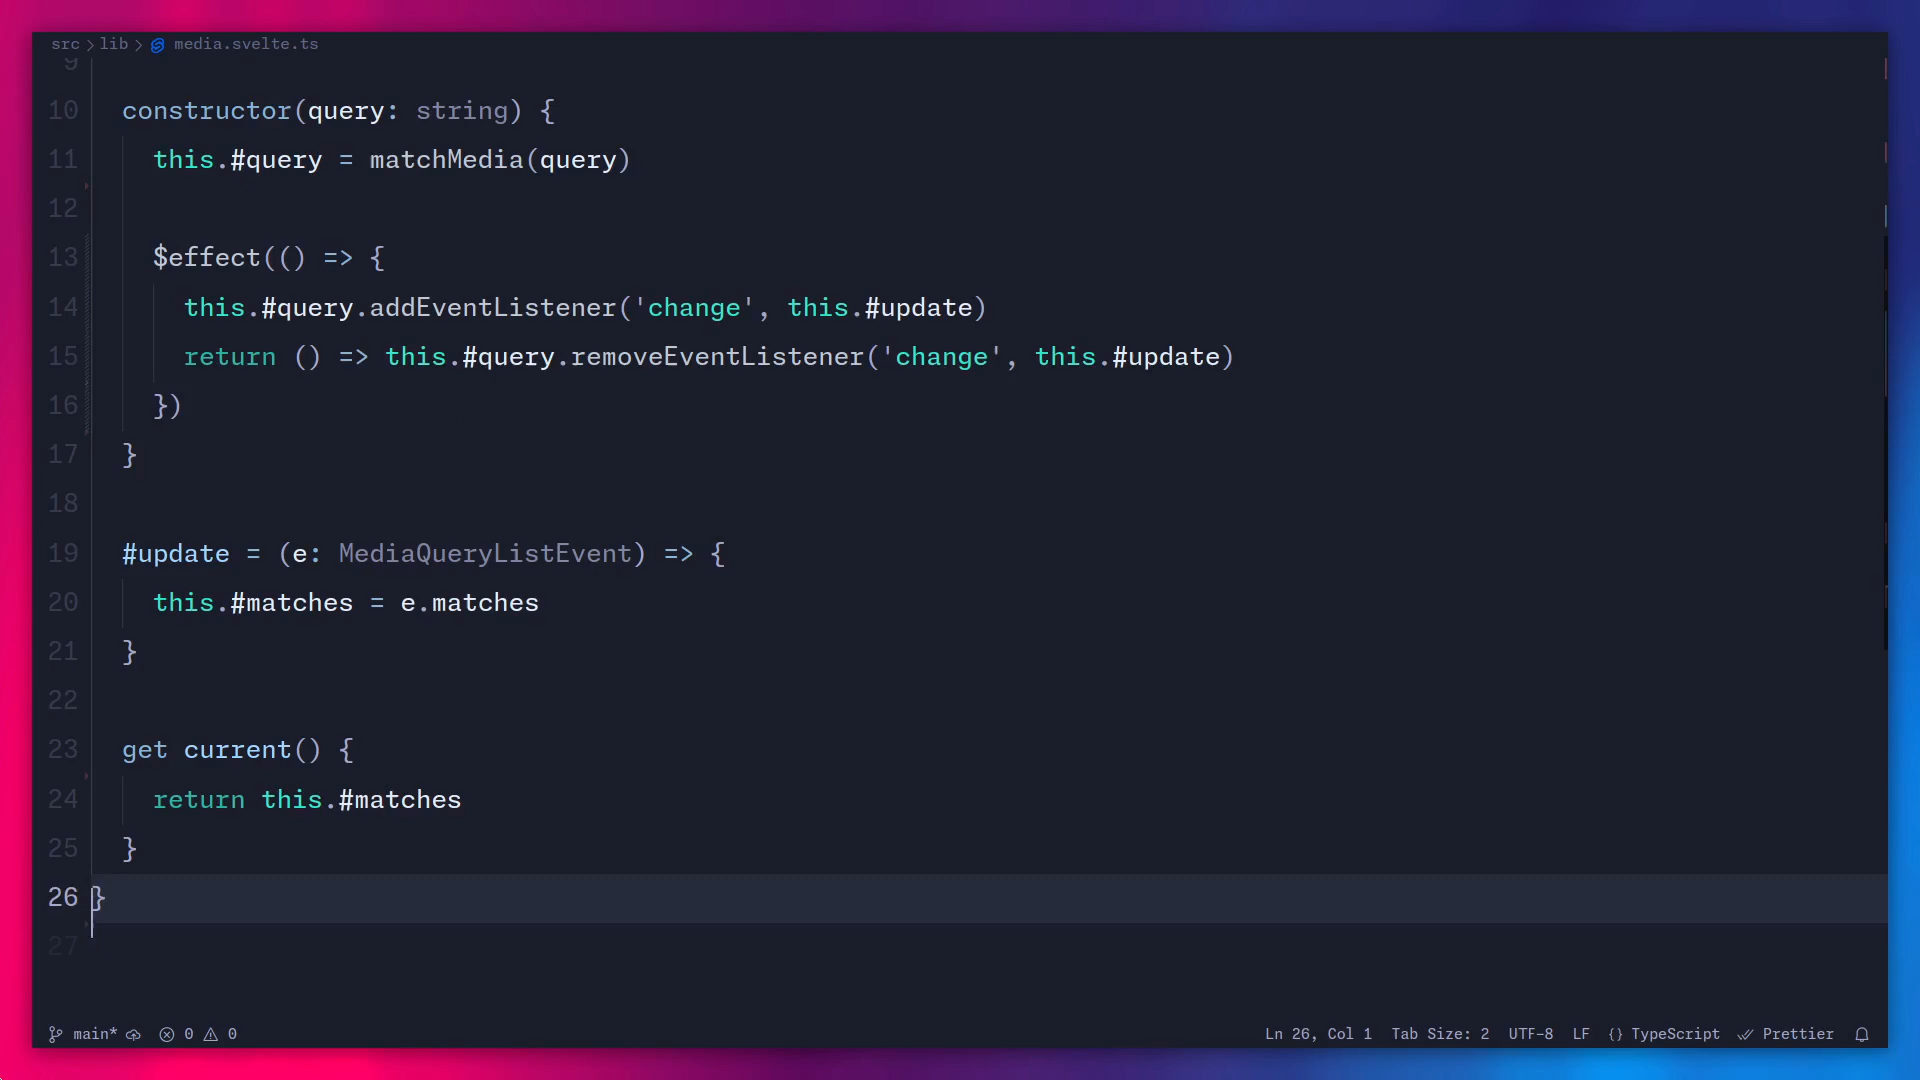 src > lib > media.svelte.ts
9
10 constructor(query: string) {
11 this.#query = matchMedia(query)
12
13 $effect(() => {
14 this.#query.addEventListener('change', this.#update)
15 return () => this.#query.removeEventListener('change', this.#update)
16 })
17 }
18
19 #update = (e: MediaQueryListEvent) => {
20 this.#matches = e.matches
21 }
22
23 get current() {
24 return this.#matches
25 }
26 }
27
main* 0 0 Ln 26, Col 1 Tab Size: 2 UTF-8 LF {} TypeScript Prettier